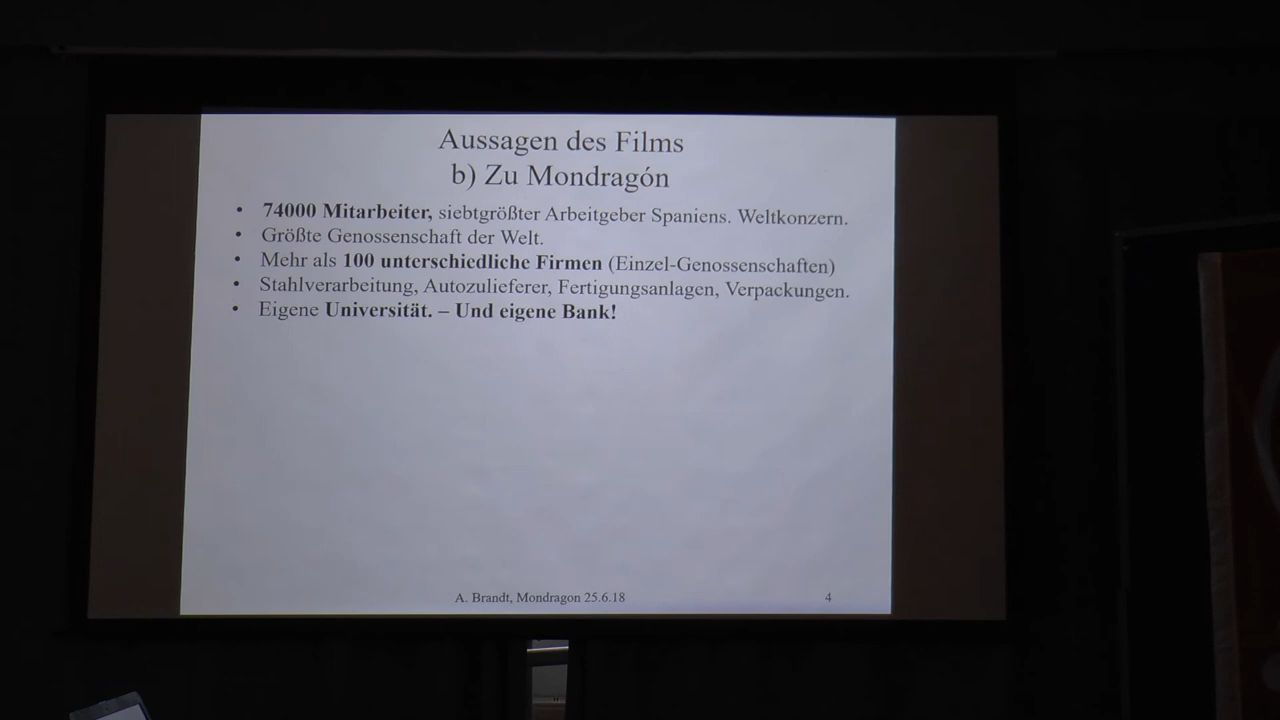 Aussagen des Films
b) Zu Mondragón
• 74000 Mitarbeiter, siebtgrößter Arbeitgeber Spaniens. Weltkonzern.
• Größte Genossenschaft der Welt.
• Mehr als 100 unterschiedliche Firmen (Einzel-Genossenschaften)
• Stahlverarbeitung, Autozulieferer, Fertigungsanlagen, Verpackungen.
• Eigene Universität. – Und eigene Bank!
A. Brandt, Mondragon 25.6.18 4